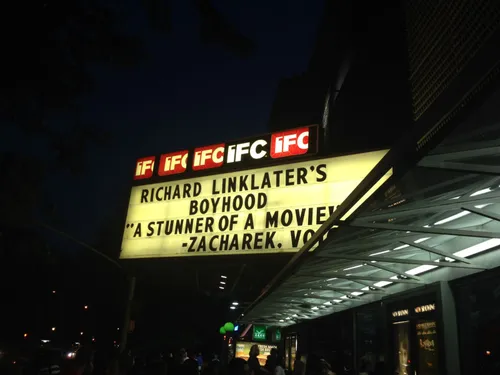 iFC iFC iFC iFC iFC
RICHARD LINKLATER'S
BOYHOOD
"A STUNNER OF A MOVIE
-ZACHAREK, VO